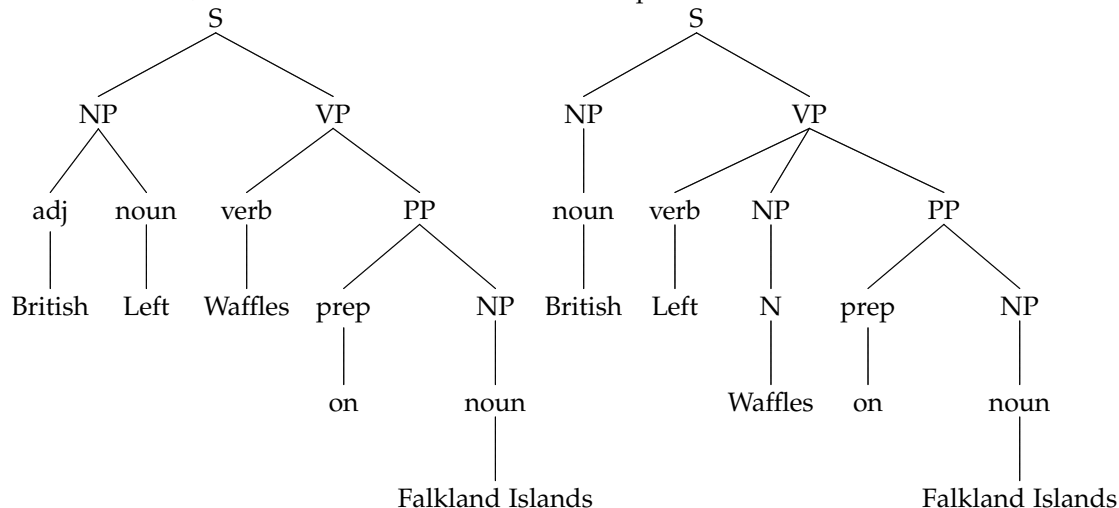 S S
NP VP NP VP
adj noun verb PP noun verb NP PP
British Left Waffles prep NP British Left N prep NP
on noun Waffles on noun
Falkland Islands Falkland Islands